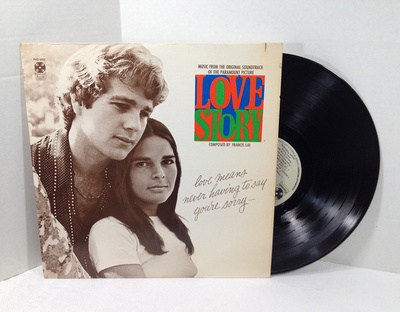 MUSIC FROM THE ORIGINAL SOUNDTRACK
OF THE PARAMOUNT PICTURE
LOVE
STORY
COMPOSED BY FRANCIS LAI
love means
never having to say
you're sorry—